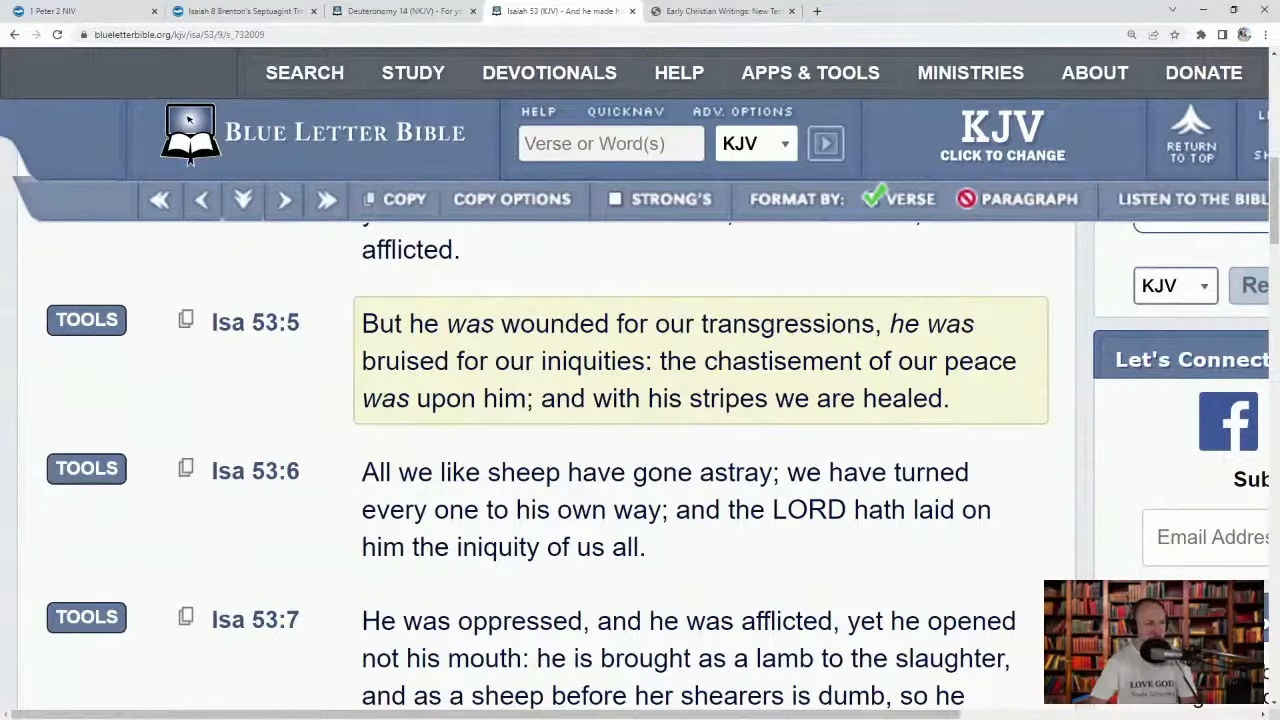 1 Peter 2 NIV
Isaiah 8 Brenton's Septuagint Tra
Deuteronomy 14 (NKJV) - For yo
Isaiah 53 (KJV) - And he made h
Early Christian Writings: New Tes
blueletterbible.org/kjv/isa/53/9/s_732009
SEARCH STUDY DEVOTIONALS HELP APPS & TOOLS MINISTRIES ABOUT DONATE
HELP QUICKNAV ADV. OPTIONS
BLUE LETTER BIBLE
Verse or Word(s)
KJV
KJV
CLICK TO CHANGE
RETURN
TO TOP
COPY COPY OPTIONS STRONG'S FORMAT BY: VERSE PARAGRAPH LISTEN TO THE BIBL
afflicted.
TOOLS Isa 53:5 But he was wounded for our transgressions, he was
bruised for our iniquities: the chastisement of our peace
was upon him; and with his stripes we are healed.
TOOLS Isa 53:6 All we like sheep have gone astray; we have turned
every one to his own way; and the LORD hath laid on
him the iniquity of us all.
TOOLS Isa 53:7 He was oppressed, and he was afflicted, yet he opened
not his mouth: he is brought as a lamb to the slaughter,
and as a sheep before her shearers is dumb, so he
KJV Re
Let's Connect
Sub
Email Addre
LOVE GOD